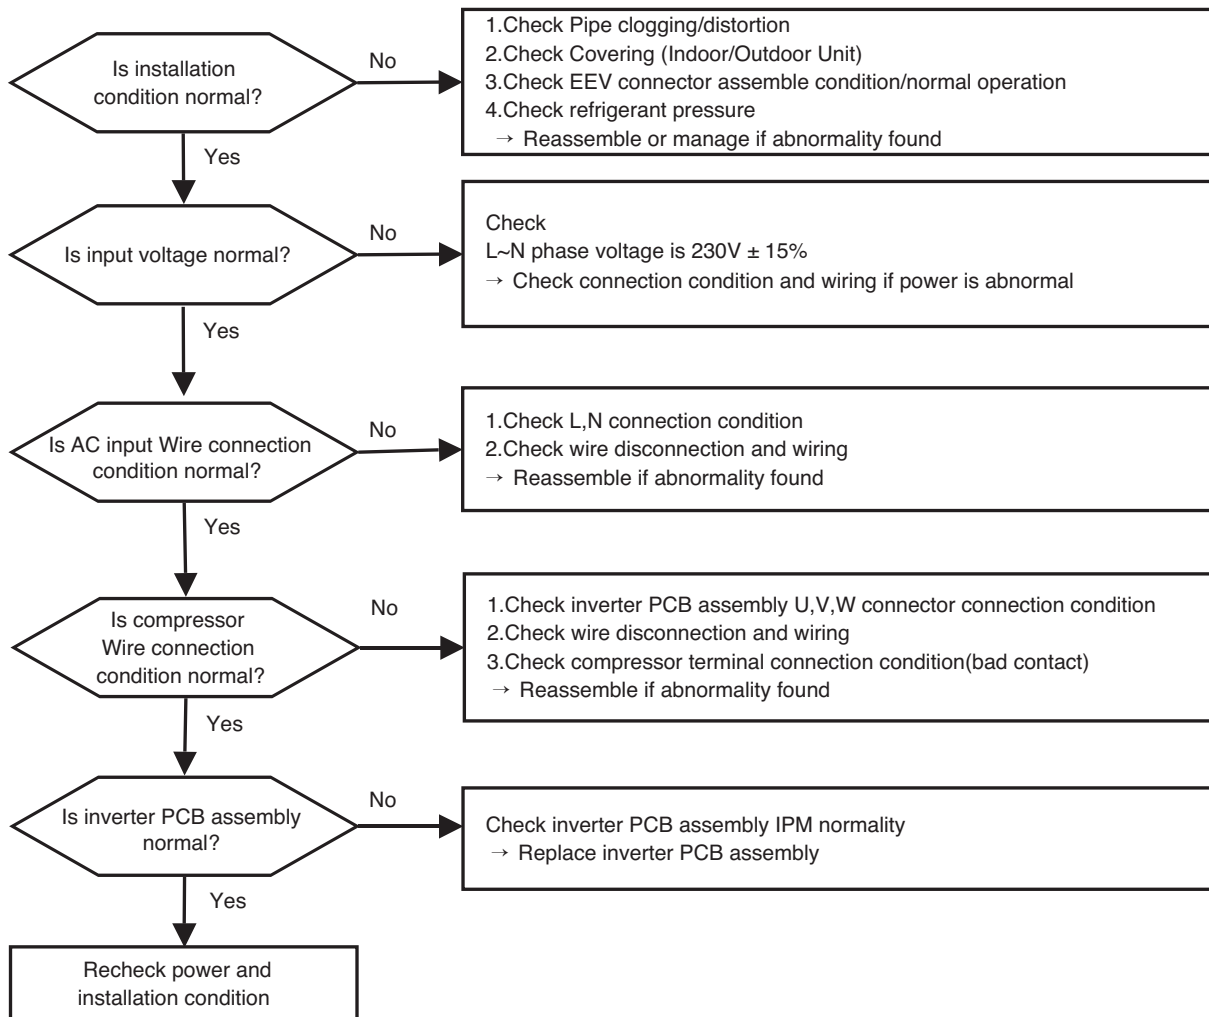 Is installation
condition normal?
No
1.Check Pipe clogging/distortion
2.Check Covering (Indoor/Outdoor Unit)
3.Check EEV connector assemble condition/normal operation
4.Check refrigerant pressure
→ Reassemble or manage if abnormality found
Yes
Is input voltage normal?
No
Check
L~N phase voltage is 230V ± 15%
→ Check connection condition and wiring if power is abnormal
Yes
Is AC input Wire connection
condition normal?
No
1.Check L,N connection condition
2.Check wire disconnection and wiring
→ Reassemble if abnormality found
Yes
Is compressor
Wire connection
condition normal?
No
1.Check inverter PCB assembly U,V,W connector connection condition
2.Check wire disconnection and wiring
3.Check compressor terminal connection condition(bad contact)
→ Reassemble if abnormality found
Yes
Is inverter PCB assembly
normal?
No
Check inverter PCB assembly IPM normality
→ Replace inverter PCB assembly
Yes
Recheck power and
installation condition